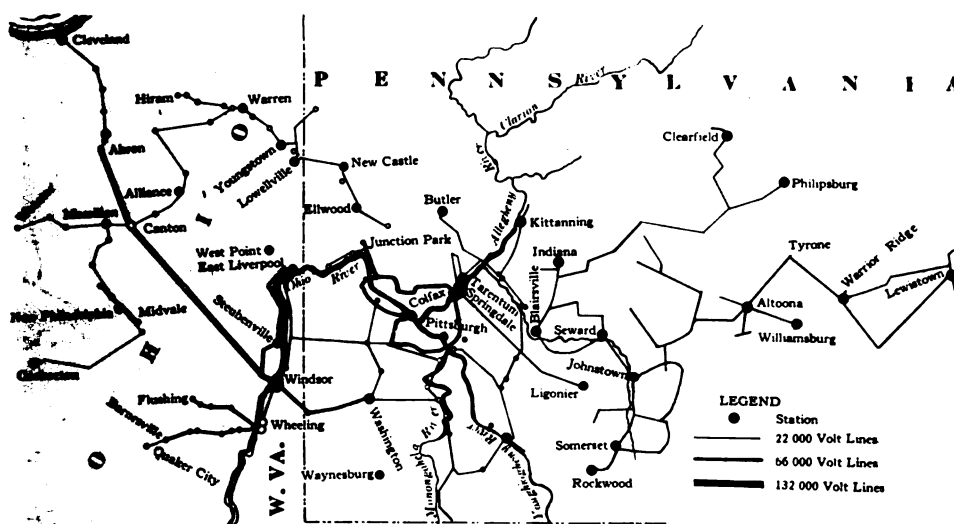 Cleveland
PENNSYLVANIA
Hiram
Warren
River
Clarion
Clearfield
Akron
OHIO
Youngstown
Lowellville
New Castle
River
Alliance
Philipsburg
Massillon
Ellwood
Butler
Allegheny
Kittanning
Canton
Junction Park
West Point
East Liverpool
Indiana
Tyrone
Warrior Ridge
Ohio
River
Lewistown
Colfax
Tarentum
Springdale
Blairsville
Steubenville
New Philadelphia
Midvale
Pittsburgh
Seward
Altoona
Williamsburg
Johnstown
Windsor
Ligonier
Flushing
Barnesville
Wheeling
Quaker City
Washington
River
River
Somerset
Waynesburg
Rockwood
W. VA.
Monongahela
Youghiogheny
LEGEND
Station
22 000 Volt Lines
66 000 Volt Lines
132 000 Volt Lines